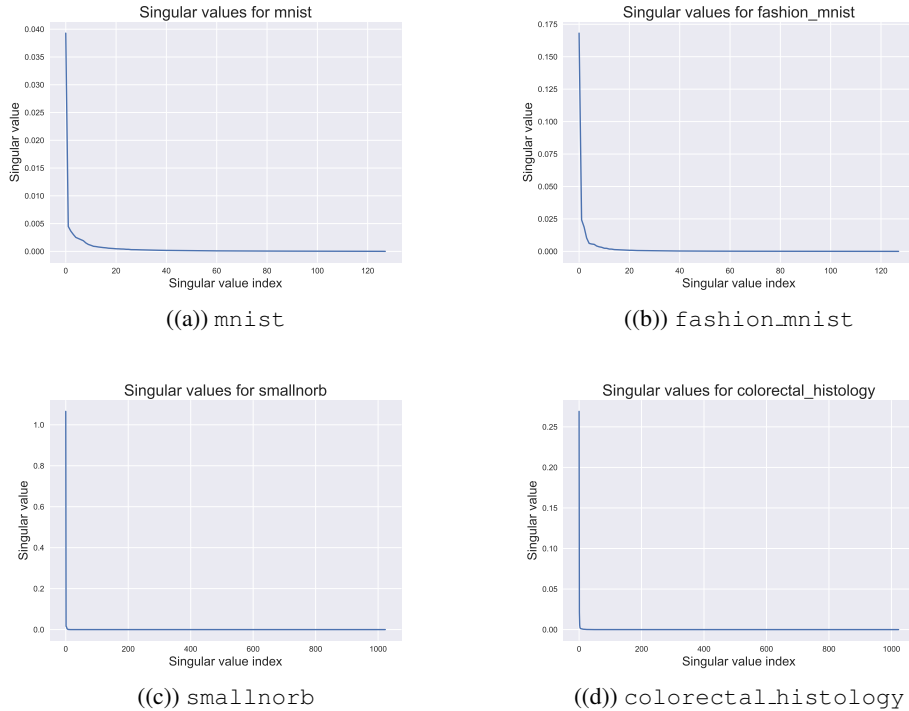 Singular values for mnist
0.040
0.035
0.030
0.025
0.020
0.015
0.010
0.005
0.000
Singular value
0 20 40 60 80 100 120
Singular value index
((a)) mnist
Singular values for fashion_mnist
0.175
0.150
0.125
0.100
0.075
0.050
0.025
0.000
Singular value
0 20 40 60 80 100 120
Singular value index
((b)) fashion_mnist
Singular values for smallnorb
1.0
0.8
0.6
0.4
0.2
0.0
Singular value
0 200 400 600 800 1000
Singular value index
((c)) smallnorb
Singular values for colorectal_histology
0.25
0.20
0.15
0.10
0.05
0.00
Singular value
0 200 400 600 800 1000
Singular value index
((d)) colorectal_histology